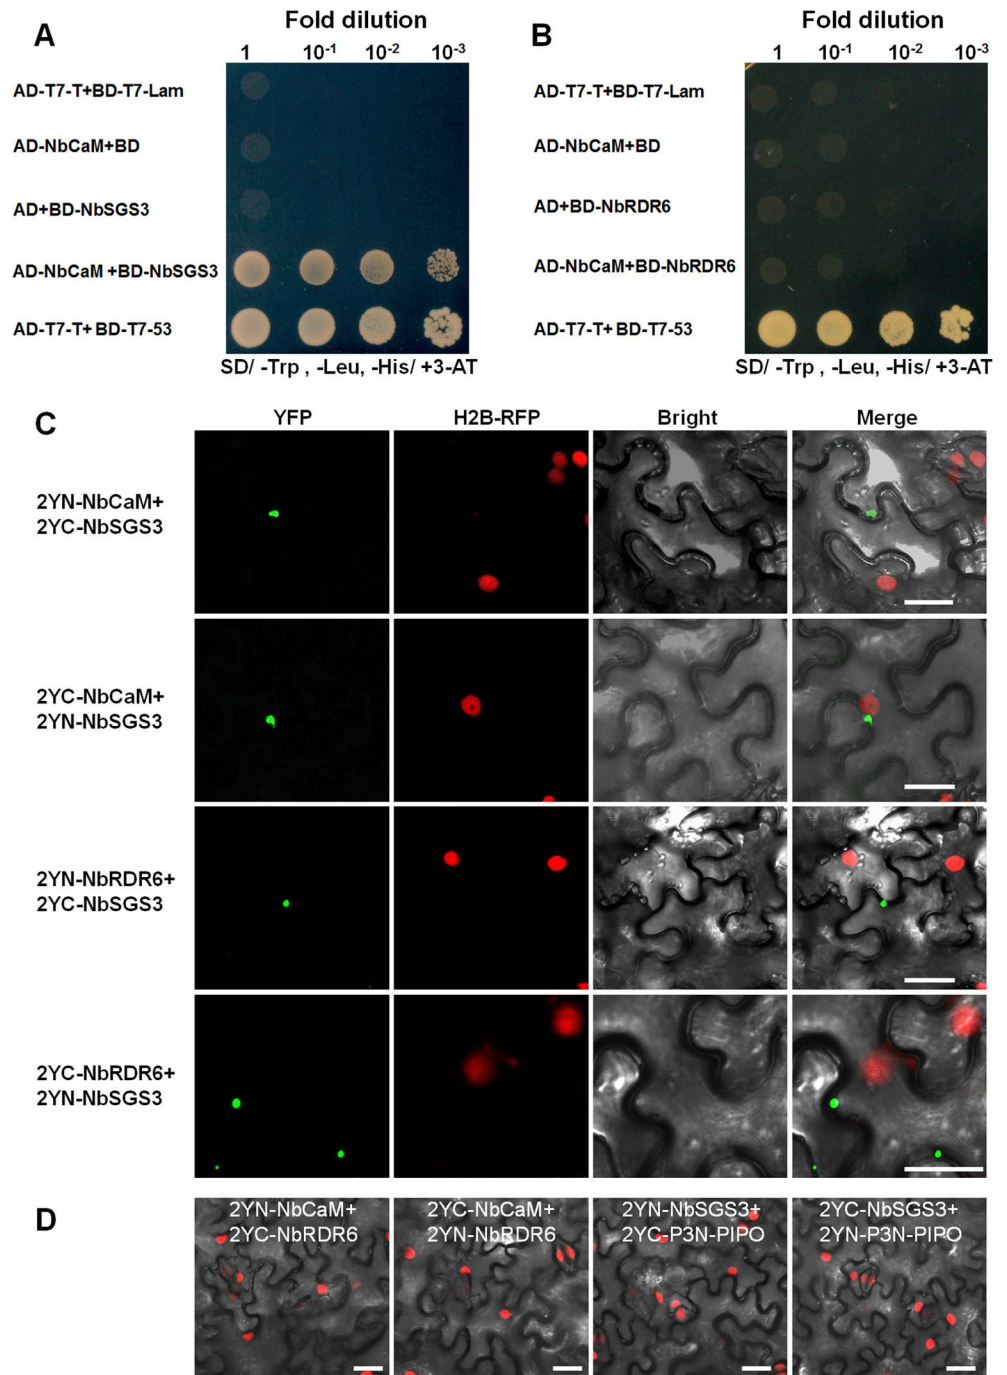 A
Fold dilution
1 10-1 10-2 10-3
AD-T7-T+BD-T7-Lam
AD-NbCaM+BD
AD+BD-NbSGS3
AD-NbCaM +BD-NbSGS3
AD-T7-T+ BD-T7-53
SD/ -Trp , -Leu, -His/ +3-AT
B
Fold dilution
1 10-1 10-2 10-3
AD-T7-T+BD-T7-Lam
AD-NbCaM+BD
AD+BD-NbRDR6
AD-NbCaM+BD-NbRDR6
AD-T7-T+ BD-T7-53
SD/ -Trp , -Leu, -His/ +3-AT
C
YFP H2B-RFP Bright Merge
2YN-NbCaM+
2YC-NbSGS3
2YC-NbCaM+
2YN-NbSGS3
2YN-NbRDR6+
2YC-NbSGS3
2YC-NbRDR6+
2YN-NbSGS3
D
2YN-NbCaM+
2YC-NbRDR6
2YC-NbCaM+
2YN-NbRDR6
2YN-NbSGS3+
2YC-P3N-PIPO
2YC-NbSGS3+
2YN-P3N-PIPO